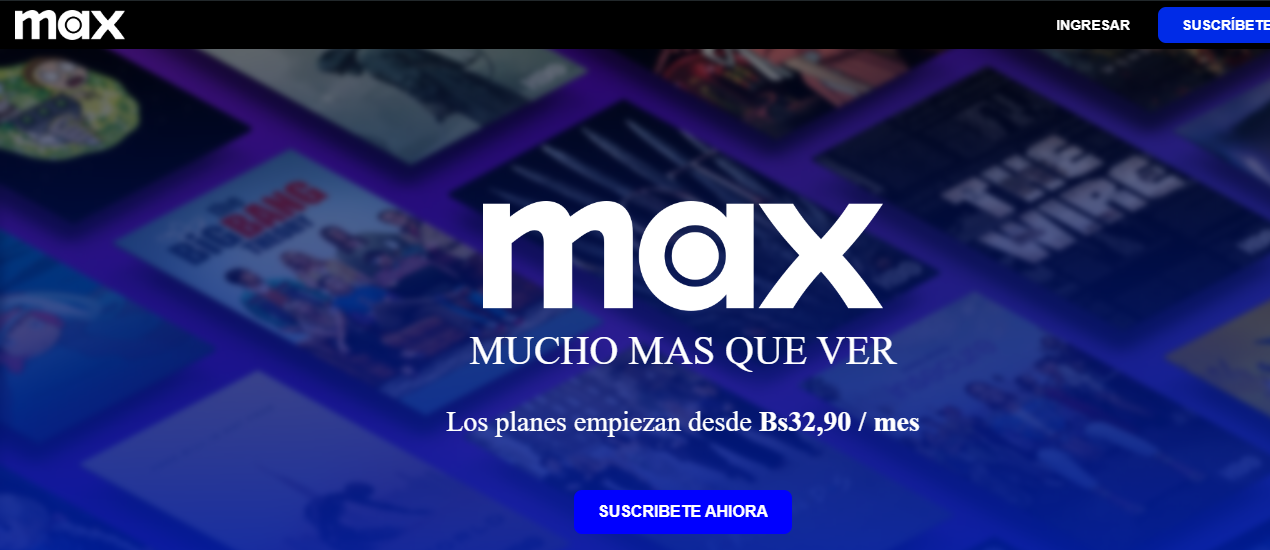 max
INGRESAR
SUSCRÍBETE
the
BIG BANG
THEORY
THE
WIRE
max
MUCHO MAS QUE VER
Los planes empiezan desde Bs32,90 / mes
SUSCRIBETE AHIORA